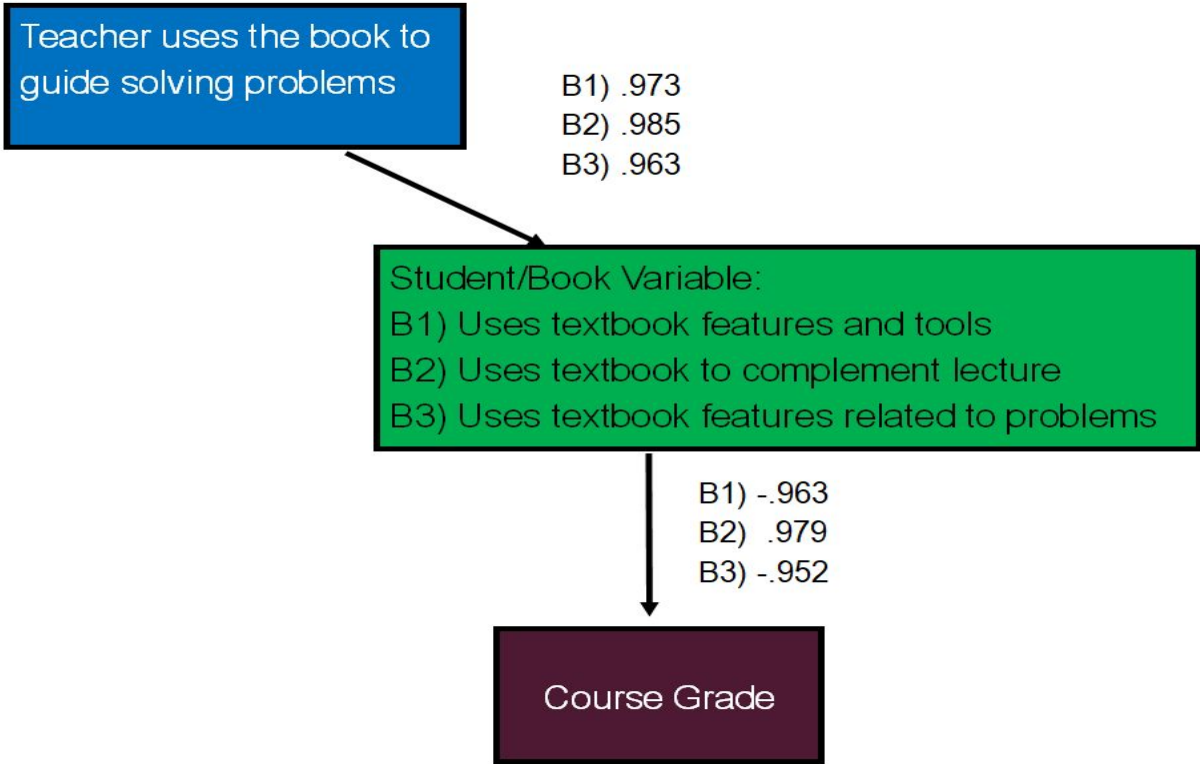 Teacher uses the book to
guide solving problems
B1) .973
B2) .985
B3) .963
Student/Book Variable:
B1) Uses textbook features and tools
B2) Uses textbook to complement lecture
B3) Uses textbook features related to problems
B1) -.963
B2) .979
B3) -.952
Course Grade